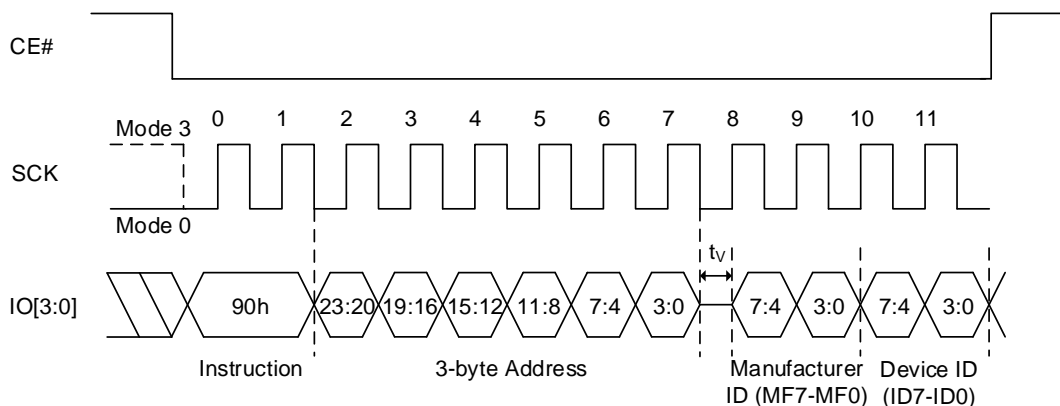 CE#
0 1 2 3 4 5 6 7 8 9 10 11
Mode 3
SCK
Mode 0
tV
IO[3:0] 90h 23:20 19:16 15:12 11:8 7:4 3:0 7:4 3:0 7:4 3:0
Instruction 3-byte Address Manufacturer Device ID
ID (MF7-MF0) (ID7-ID0)